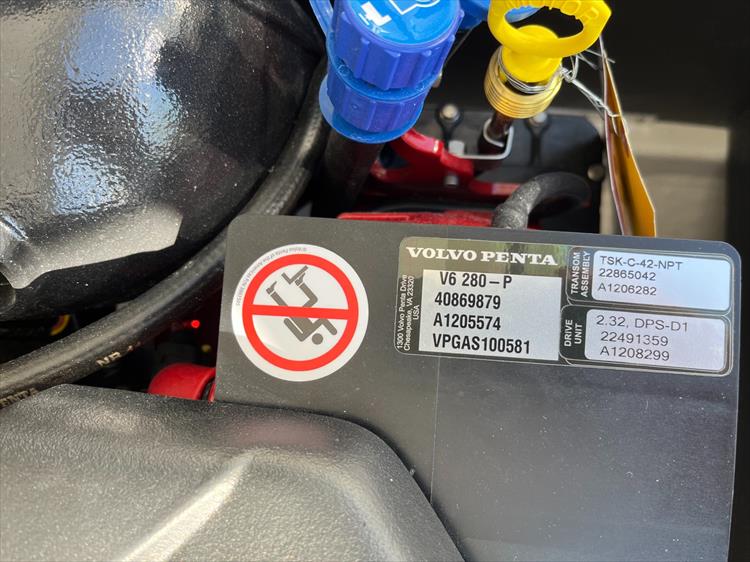 VOLVO PENTA
1300 Volvo Penta Drive
Chesapeake, VA 23320
USA
V6 280-P
40869879
A1205574
VPGAS100581
TRANSOM
ASSEMBLY
TSK-C-42-NPT
22865042
A1206282
DRIVE
UNIT
2.32, DPS-D1
22491359
A1208299